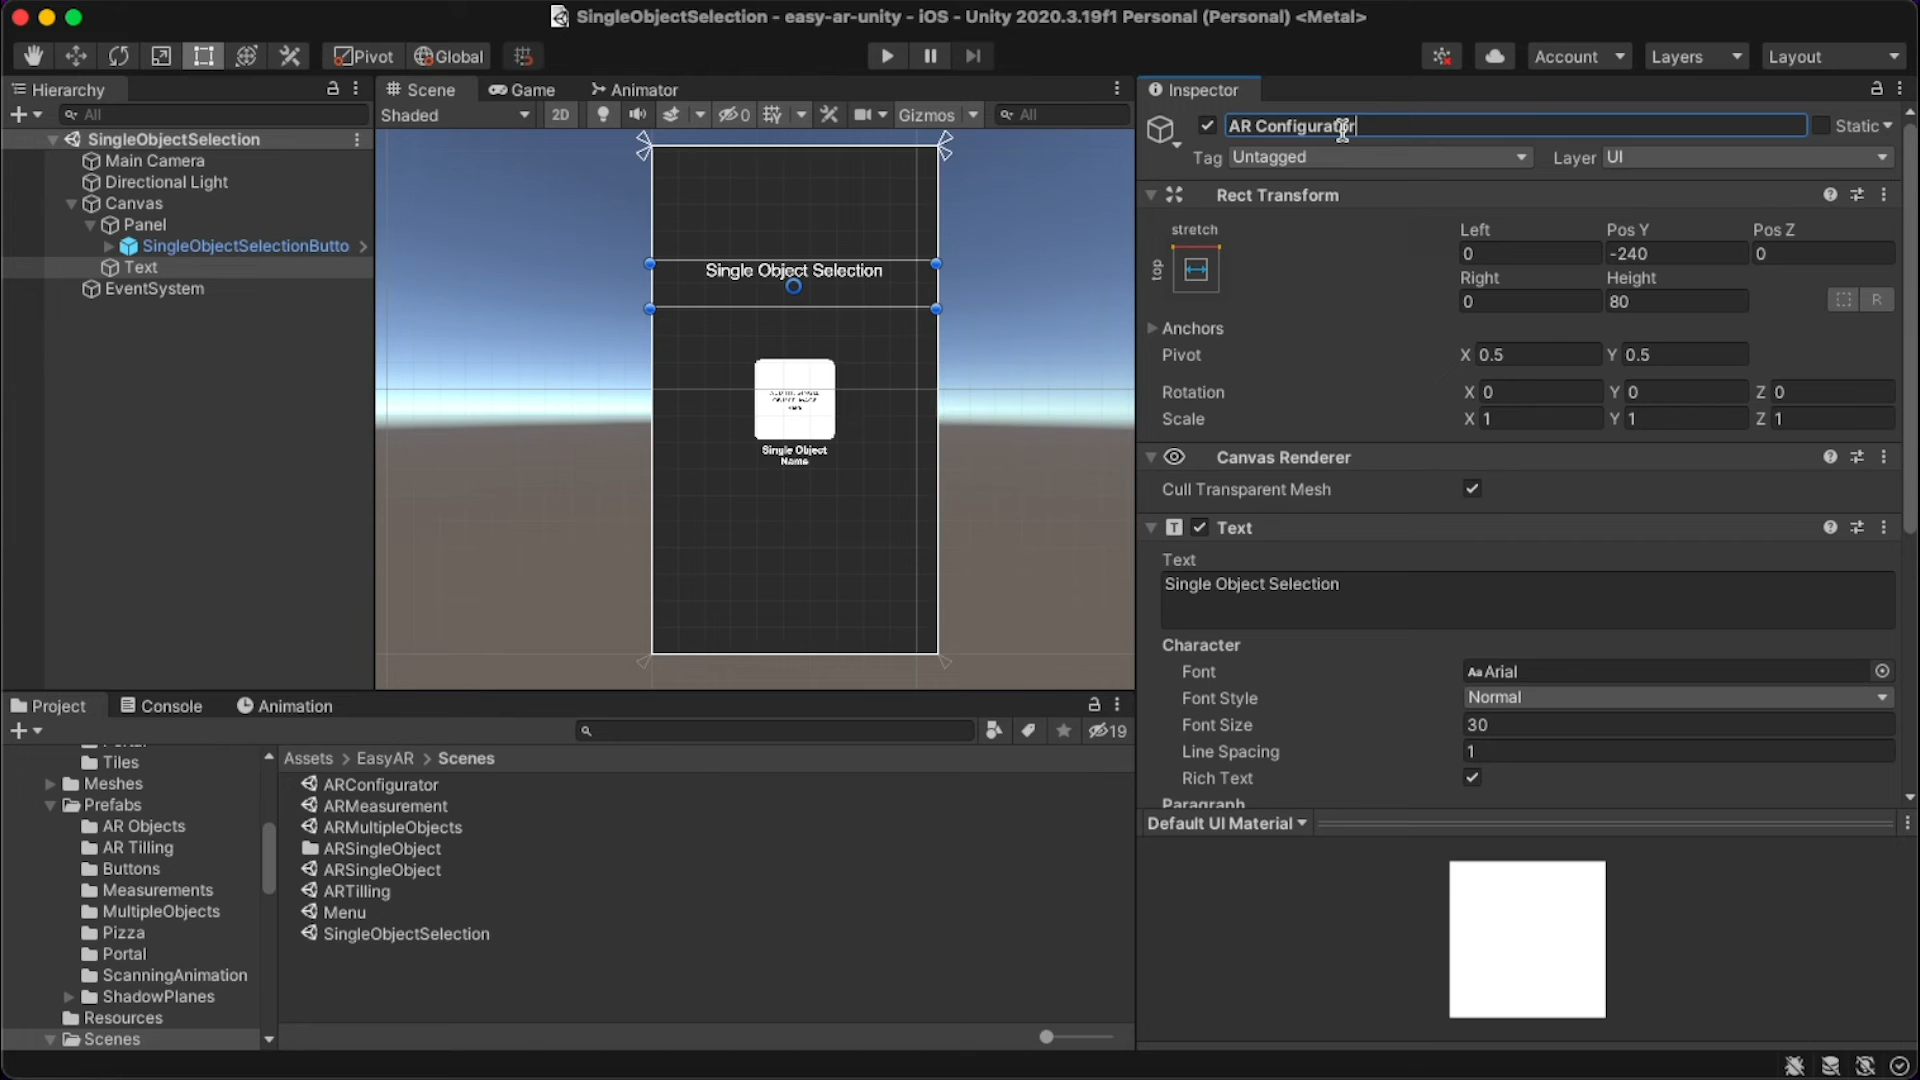 SingleObjectSelection - easy-ar-unity - iOS - Unity 2020.3.19f1 Personal (Personal) <Metal>
Pivot Global Account Layers Layout
Hierarchy
All
SingleObjectSelection
Main Camera
Directional Light
Canvas
Panel
SingleObjectSelectionButto
Text
EventSystem
Scene Game Animator
Shaded 2D 0 Gizmos All
Single Object Selection
Single Object
Name
Inspector
AR Configurator Static
Tag Untagged Layer UI
Rect Transform
stretch Left Pos Y Pos Z
top 0 -240 0
Right Height
0 80 R
Anchors
Pivot X 0.5 Y 0.5
Rotation X 0 Y 0 Z 0
Scale X 1 Y 1 Z 1
Canvas Renderer
Cull Transparent Mesh
T Text
Text
Single Object Selection
Character
Font Aa Arial
Font Style Normal
Font Size 30
Line Spacing 1
Rich Text
Paragraph
Default UI Material
Project Console Animation
19
Portal
Tiles
Meshes
Prefabs
AR Objects
AR Tilling
Buttons
Measurements
MultipleObjects
Pizza
Portal
ScanningAnimation
ShadowPlanes
Resources
Scenes
Assets > EasyAR > Scenes
ARConfigurator
ARMeasurement
ARMultipleObjects
ARSingleObject
ARSingleObject
ARTilling
Menu
SingleObjectSelection